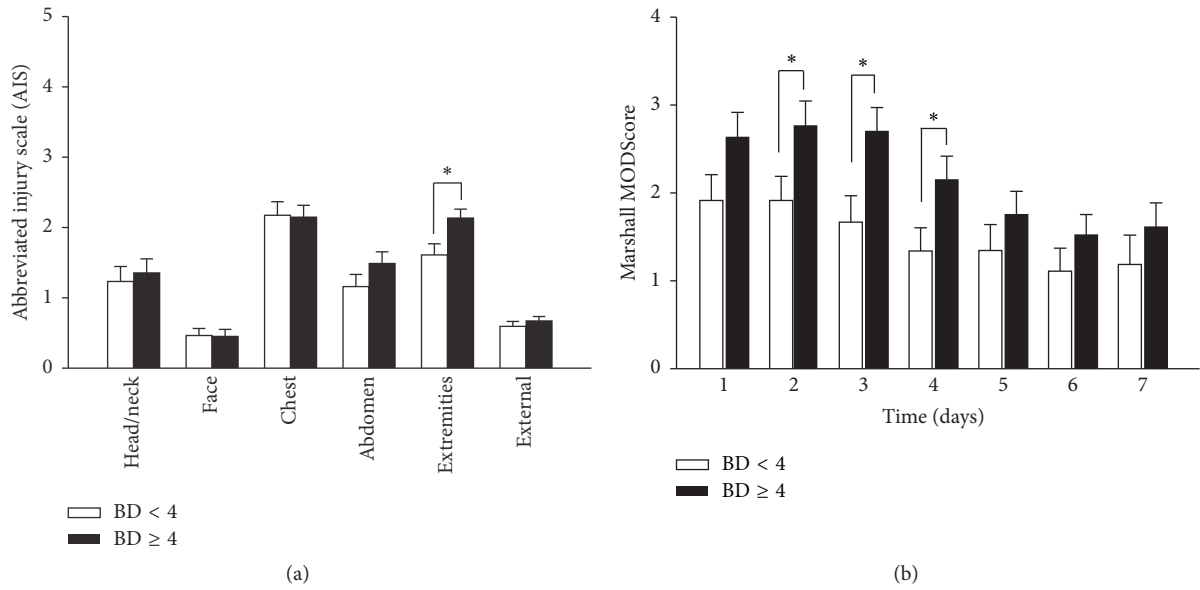 Abbreviated injury scale (AIS)
5
4
3
2
1
0
*
Head/neck
Face
Chest
Abdomen
Extremities
External
BD < 4
BD ≥ 4
(a)
Marshall MODScore
4
3
2
1
0
*
*
*
1 2 3 4 5 6 7
Time (days)
BD < 4
BD ≥ 4
(b)